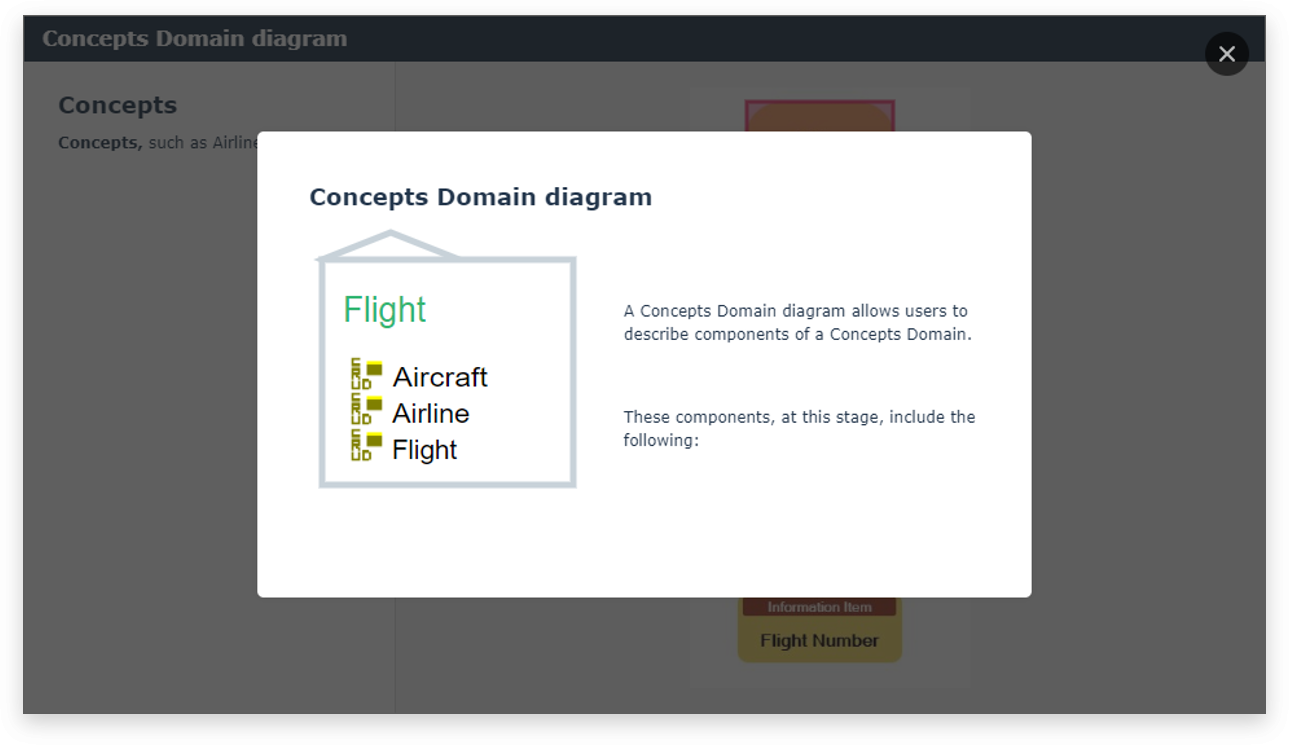 Concepts Domain diagram
Concepts
Concepts, such as Airline
Concepts Domain diagram
Flight
CRUD Aircraft
CRUD Airline
CRUD Flight
A Concepts Domain diagram allows users to
describe components of a Concepts Domain.
These components, at this stage, include the
following:
Information Item
Flight Number